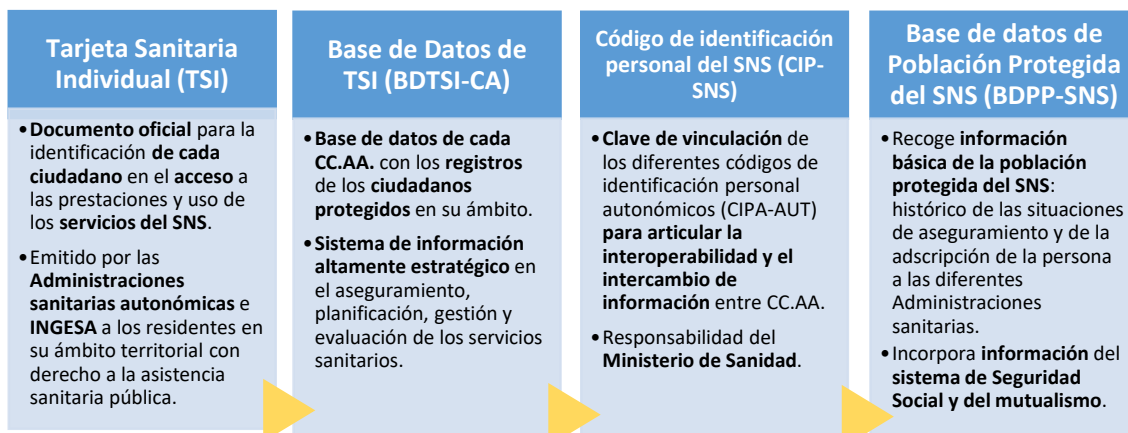 Tarjeta Sanitaria
Individual (TSI)
•Documento oficial para la
identificación de cada
ciudadano en el acceso a
las prestaciones y uso de
los servicios del SNS.
•Emitido por las
Administraciones
sanitarias autonómicas e
INGESA a los residentes en
su ámbito territorial con
derecho a la asistencia
sanitaria pública.
Base de Datos de
TSI (BDTSI-CA)
•Base de datos de cada
CC.AA. con los registros
de los ciudadanos
protegidos en su ámbito.
•Sistema de información
altamente estratégico en
el aseguramiento,
planificación, gestión y
evaluación de los servicios
sanitarios.
Código de identificación
personal del SNS (CIP-
SNS)
•Clave de vinculación de
los diferentes códigos de
identificación personal
autonómicos (CIPA-AUT)
para articular la
interoperabilidad y el
intercambio de
información entre CC.AA.
•Responsabilidad del
Ministerio de Sanidad.
Base de datos de
Población Protegida
del SNS (BDPP-SNS)
•Recoge información
básica de la población
protegida del SNS:
histórico de las situaciones
de aseguramiento y de la
adscripción de la persona
a las diferentes
Administraciones
sanitarias.
•Incorpora información del
sistema de Seguridad
Social y del mutualismo.